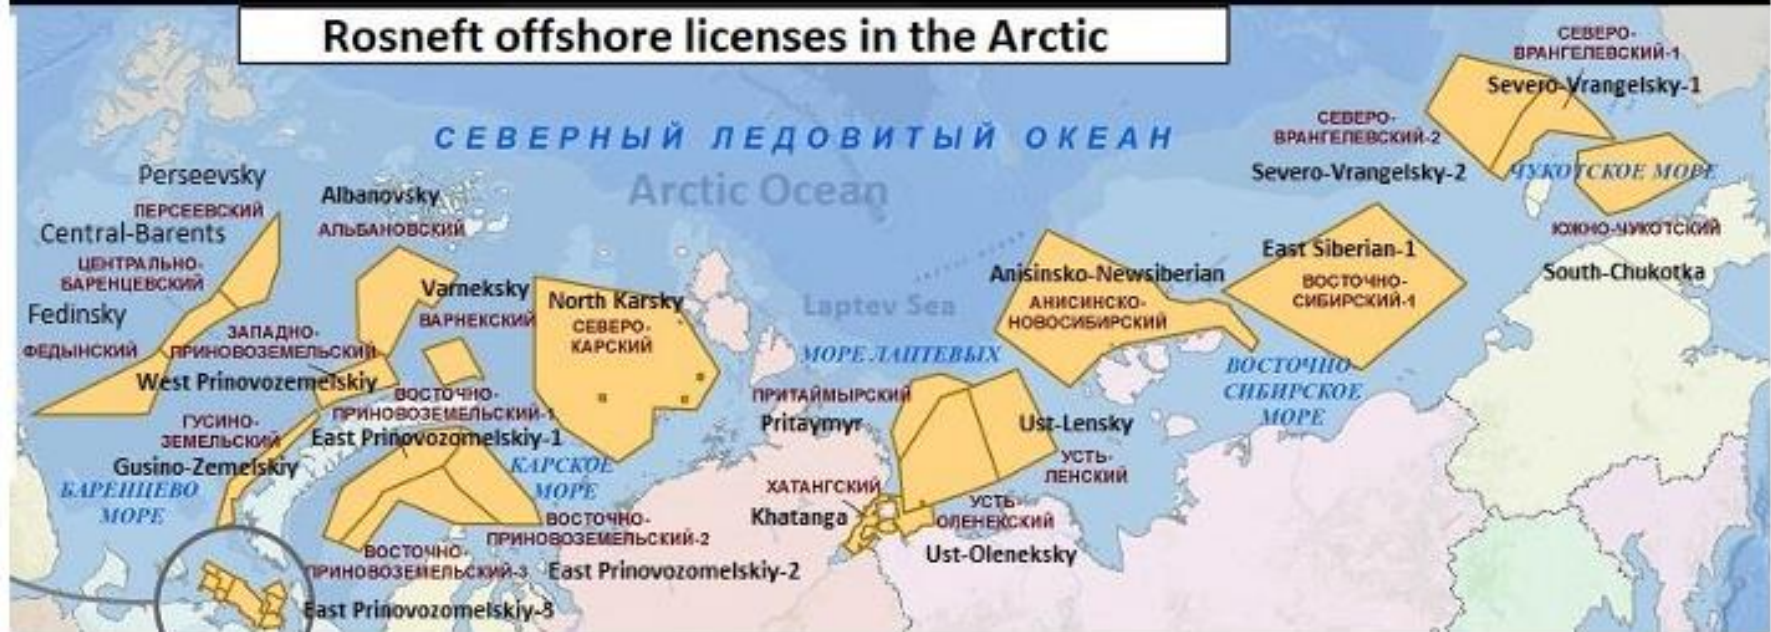 Rosneft offshore licenses in the Arctic
СЕВЕРО-
ВРАНГЕЛЕВСКИЙ-1
Severo-Vrangelsky-1
СЕВЕРО-
ВРАНГЕЛЕВСКИЙ-2
Severo-Vrangelsky-2
ЧУКОТСКОЕ МОРЕ
СЕВЕРНЫЙ ЛЕДОВИТЫЙ ОКЕАН
Arctic Ocean
Perseevsky
ПЕРСЕЕВСКИЙ
Albanovsky
АЛЬБАНОВСКИЙ
Central-Barents
ЦЕНТРАЛЬНО-
БАРЕНЦЕВСКИЙ
ЮЖНО-ЧУКОТСКИЙ
South-Chukotka
East Siberian-1
ВОСТОЧНО-
СИБИРСКИЙ-1
Anisinsko-Newsiberian
АНИСИНСКО-
НОВОСИБИРСКИЙ
Varneksky
ВАРНЕКСКИЙ
North Karsky
СЕВЕРО-
КАРСКИЙ
Laptev Sea
МОРЕ ЛАПТЕВЫХ
Fedinsky
ФЕДЫНСКИЙ
ЗАПАДНО-
ПРИНОВОЗЕМЕЛЬСКИЙ
West Prinovozemelskiy
ВОСТОЧНО-
СИБИРСКОЕ
МОРЕ
ВОСТОЧНО-
ПРИНОВОЗЕМЕЛЬСКИЙ-1
East Prinovozomelskiy-1
ПРИТАЙМЫРСКИЙ
Pritaymyr
Ust-Lensky
УСТЬ-
ЛЕНСКИЙ
ГУСИНО-
ЗЕМЕЛЬСКИЙ
Gusino-Zemelskiy
БАРЕНЦЕВО
МОРЕ
КАРСКОЕ
МОРЕ
ХАТАНГСКИЙ
Khatanga
УСТЬ-
ОЛЕНЕКСКИЙ
Ust-Oleneksky
ВОСТОЧНО-
ПРИНОВОЗЕМЕЛЬСКИЙ-2
East Prinovozomelskiy-2
ВОСТОЧНО-
ПРИНОВОЗЕМЕЛЬСКИЙ-3
East Prinovozomelskiy-3